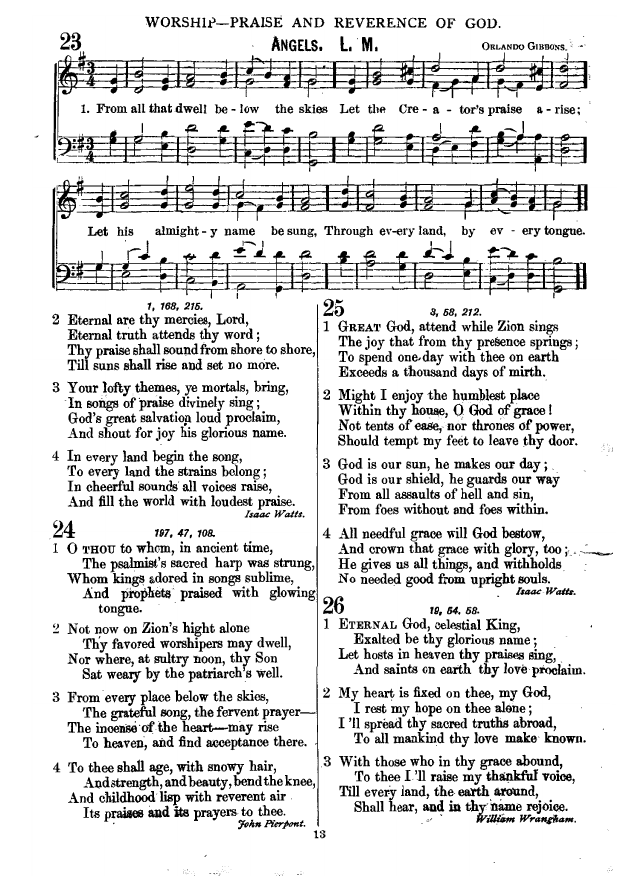 WORSHIP—PRAISE AND REVERENCE OF GOD.
23
ANGELS. L. M.
ORLANDO GIBBONS.
1. From all that dwell be - low the skies Let the Cre - a - tor's praise a - rise;
Let his almight - y name be sung, Through ev-ery land, by ev - ery tongue.
1, 168, 215.
2 Eternal are thy mercies, Lord,
Eternal truth attends thy word;
Thy praise shall sound from shore to shore,
Till suns shall rise and set no more.
3 Your lofty themes, ye mortals, bring,
In songs of praise divinely sing;
God's great salvation loud proclaim,
And shout for joy his glorious name.
4 In every land begin the song,
To every land the strains belong;
In cheerful sounds all voices raise,
And fill the world with loudest praise.
Isaac Watts.
24
197, 47, 108.
1 O THOU to whom, in ancient time,
The psalmist's sacred harp was strung,
Whom kings adored in songs sublime,
And prophets praised with glowing
tongue.
2 Not now on Zion's hight alone
Thy favored worshipers may dwell,
Nor where, at sultry noon, thy Son
Sat weary by the patriarch's well.
3 From every place below the skies,
The grateful song, the fervent prayer—
The incense of the heart—may rise
To heaven, and find acceptance there.
4 To thee shall age, with snowy hair,
And strength, and beauty, bend the knee,
And childhood lisp with reverent air
Its praises and its prayers to thee.
John Pierpont.
25
3, 58, 212.
1 GREAT God, attend while Zion sings
The joy that from thy presence springs;
To spend one day with thee on earth
Exceeds a thousand days of mirth.
2 Might I enjoy the humblest place
Within thy house, O God of grace!
Not tents of ease, nor thrones of power,
Should tempt my feet to leave thy door.
3 God is our sun, he makes our day;
God is our shield, he guards our way
From all assaults of hell and sin,
From foes without and foes within.
4 All needful grace will God bestow,
And crown that grace with glory, too;
He gives us all things, and withholds
No needed good from upright souls.
Isaac Watts.
26
19, 54, 58.
1 ETERNAL God, celestial King,
Exalted be thy glorious name;
Let hosts in heaven thy praises sing,
And saints on earth thy love proclaim.
2 My heart is fixed on thee, my God,
I rest my hope on thee alone;
I 'll spread thy sacred truths abroad,
To all mankind thy love make known.
3 With those who in thy grace abound,
To thee I 'll raise my thankful voice,
Till every land, the earth around,
Shall hear, and in thy name rejoice.
William Wrangham.
13